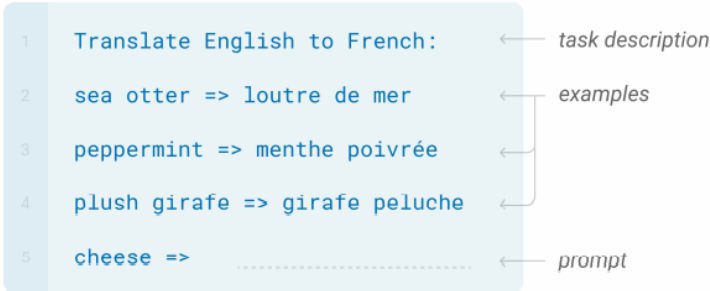 1 Translate English to French: task description
2 sea otter => loutre de mer examples
3 peppermint => menthe poivrée
4 plush girafe => girafe peluche
5 cheese => prompt